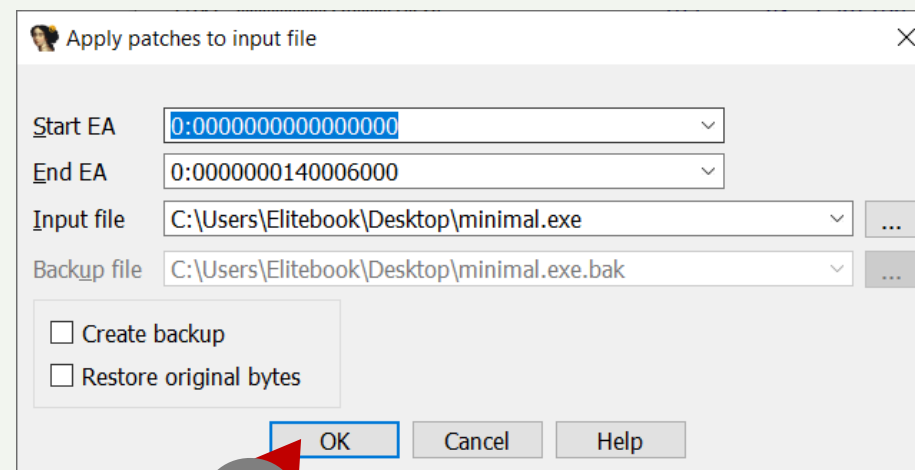 Apply patches to input file
Start EA 0:0000000000000000
End EA 0:0000000140006000
Input file C:\Users\Elitebook\Desktop\minimal.exe ...
Backup file C:\Users\Elitebook\Desktop\minimal.exe.bak ...
Create backup
Restore original bytes
OK Cancel Help